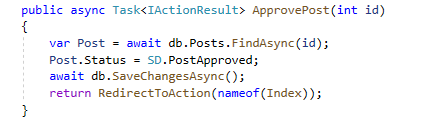 public async Task<IActionResult> ApprovePost(int id)
{
    var Post = await db.Posts.FindAsync(id);
    Post.Status = SD.PostApproved;
    await db.SaveChangesAsync();
    return RedirectToAction(nameof(Index));
}